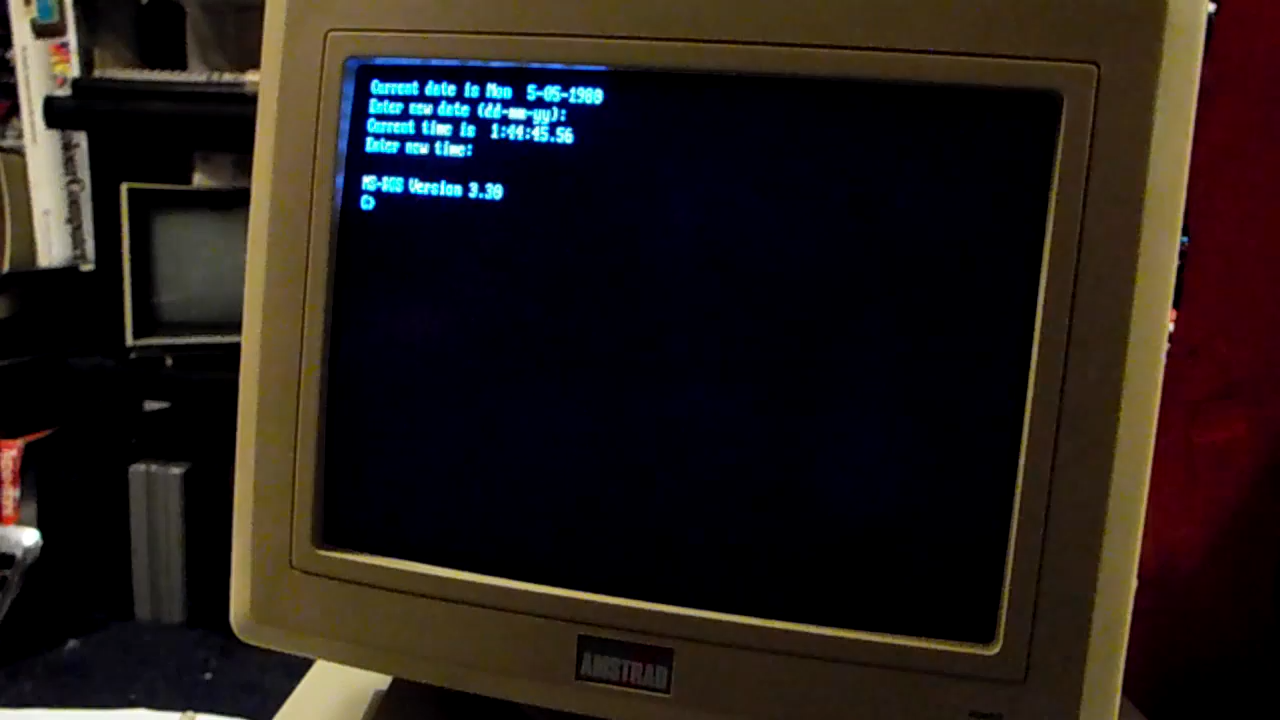 Current date is Mon  5-05-1980
Enter new date (dd-mm-yy):
Current time is  1:44:45.56
Enter new time:
MS-DOS Version 3.30
C>
AMSTRAD